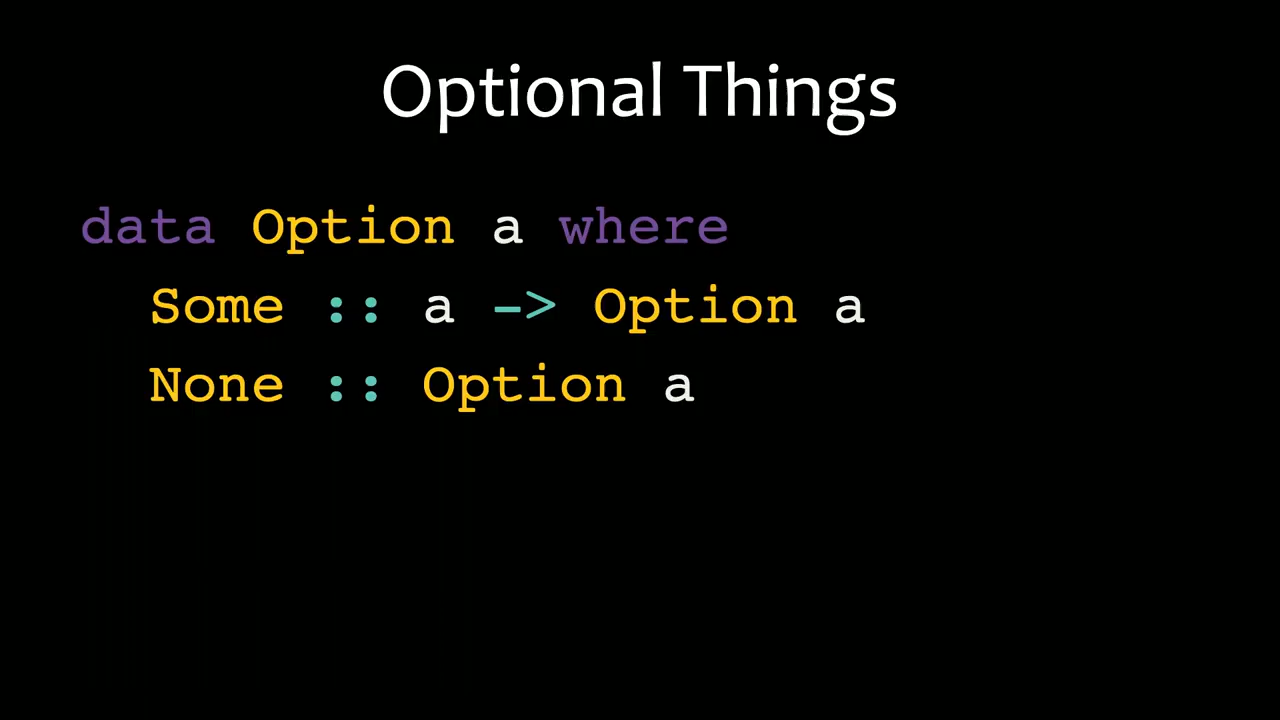 Optional Things
data Option a where
Some :: a -> Option a
None :: Option a